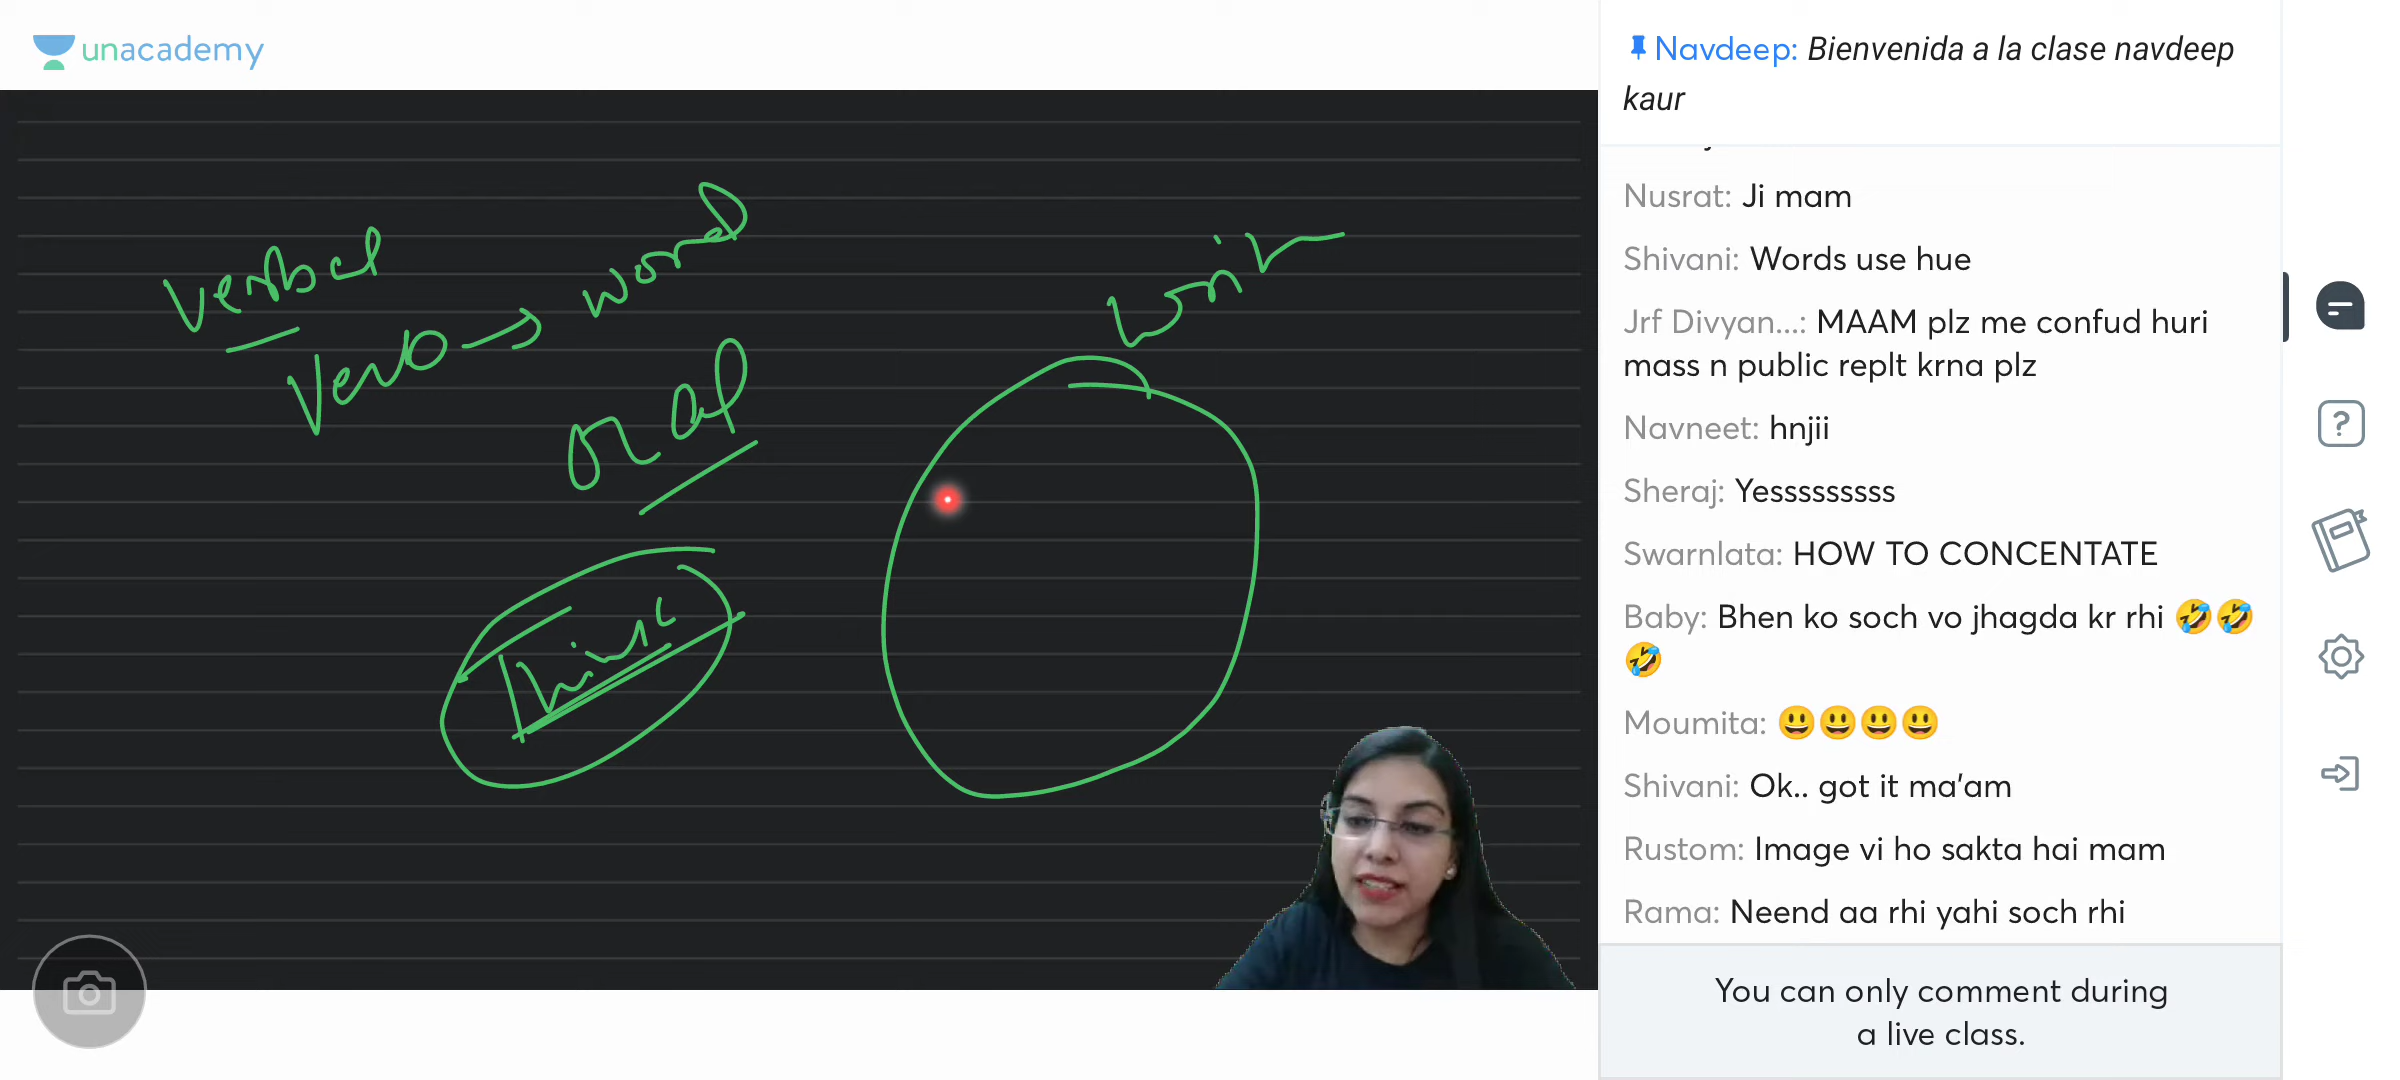 unacademy
verbal
Verb → word
oral
Think
Navdeep: Bienvenida a la clase navdeep
kaur
Nusrat: Ji mam
Shivani: Words use hue
Jrf Divyan...: MAAM plz me confud huri
mass n public replt krna plz
Navneet: hnjii
Sheraj: Yesssssssss
Swarnlata: HOW TO CONCENTATE
Baby: Bhen ko soch vo jhagda kr rhi 🤣🤣
🤣
Moumita: 😃😃😃😃
Shivani: Ok.. got it ma'am
Rustom: Image vi ho sakta hai mam
Rama: Neend aa rhi yahi soch rhi
You can only comment during
a live class.